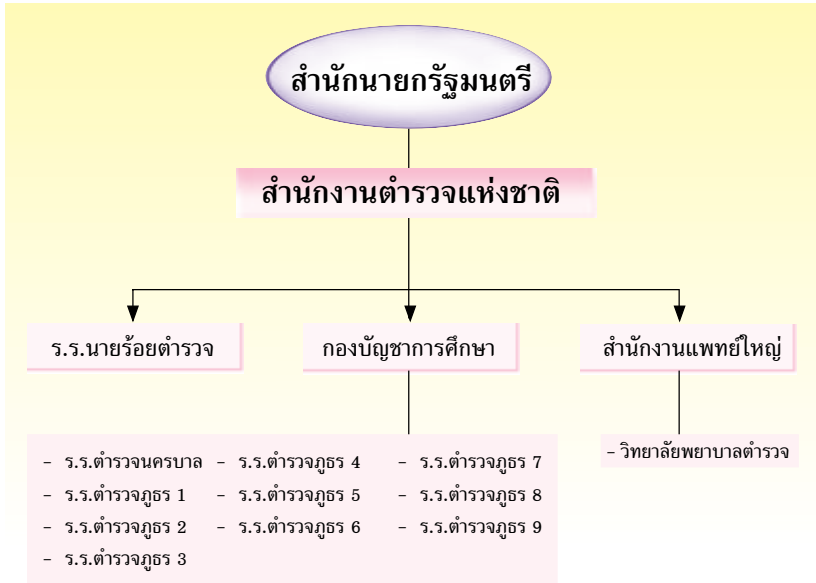 สำนักนายกรัฐมนตรี
สำนักงานตำรวจแห่งชาติ
ร.ร.นายร้อยตำรวจ
กองบัญชาการศึกษา
สำนักงานแพทย์ใหญ่
- ร.ร.ตำรวจนครบาล - ร.ร.ตำรวจภูธร 4 - ร.ร.ตำรวจภูธร 7
- ร.ร.ตำรวจภูธร 1 - ร.ร.ตำรวจภูธร 5 - ร.ร.ตำรวจภูธร 8
- ร.ร.ตำรวจภูธร 2 - ร.ร.ตำรวจภูธร 6 - ร.ร.ตำรวจภูธร 9
- ร.ร.ตำรวจภูธร 3
- วิทยาลัยพยาบาลตำรวจ